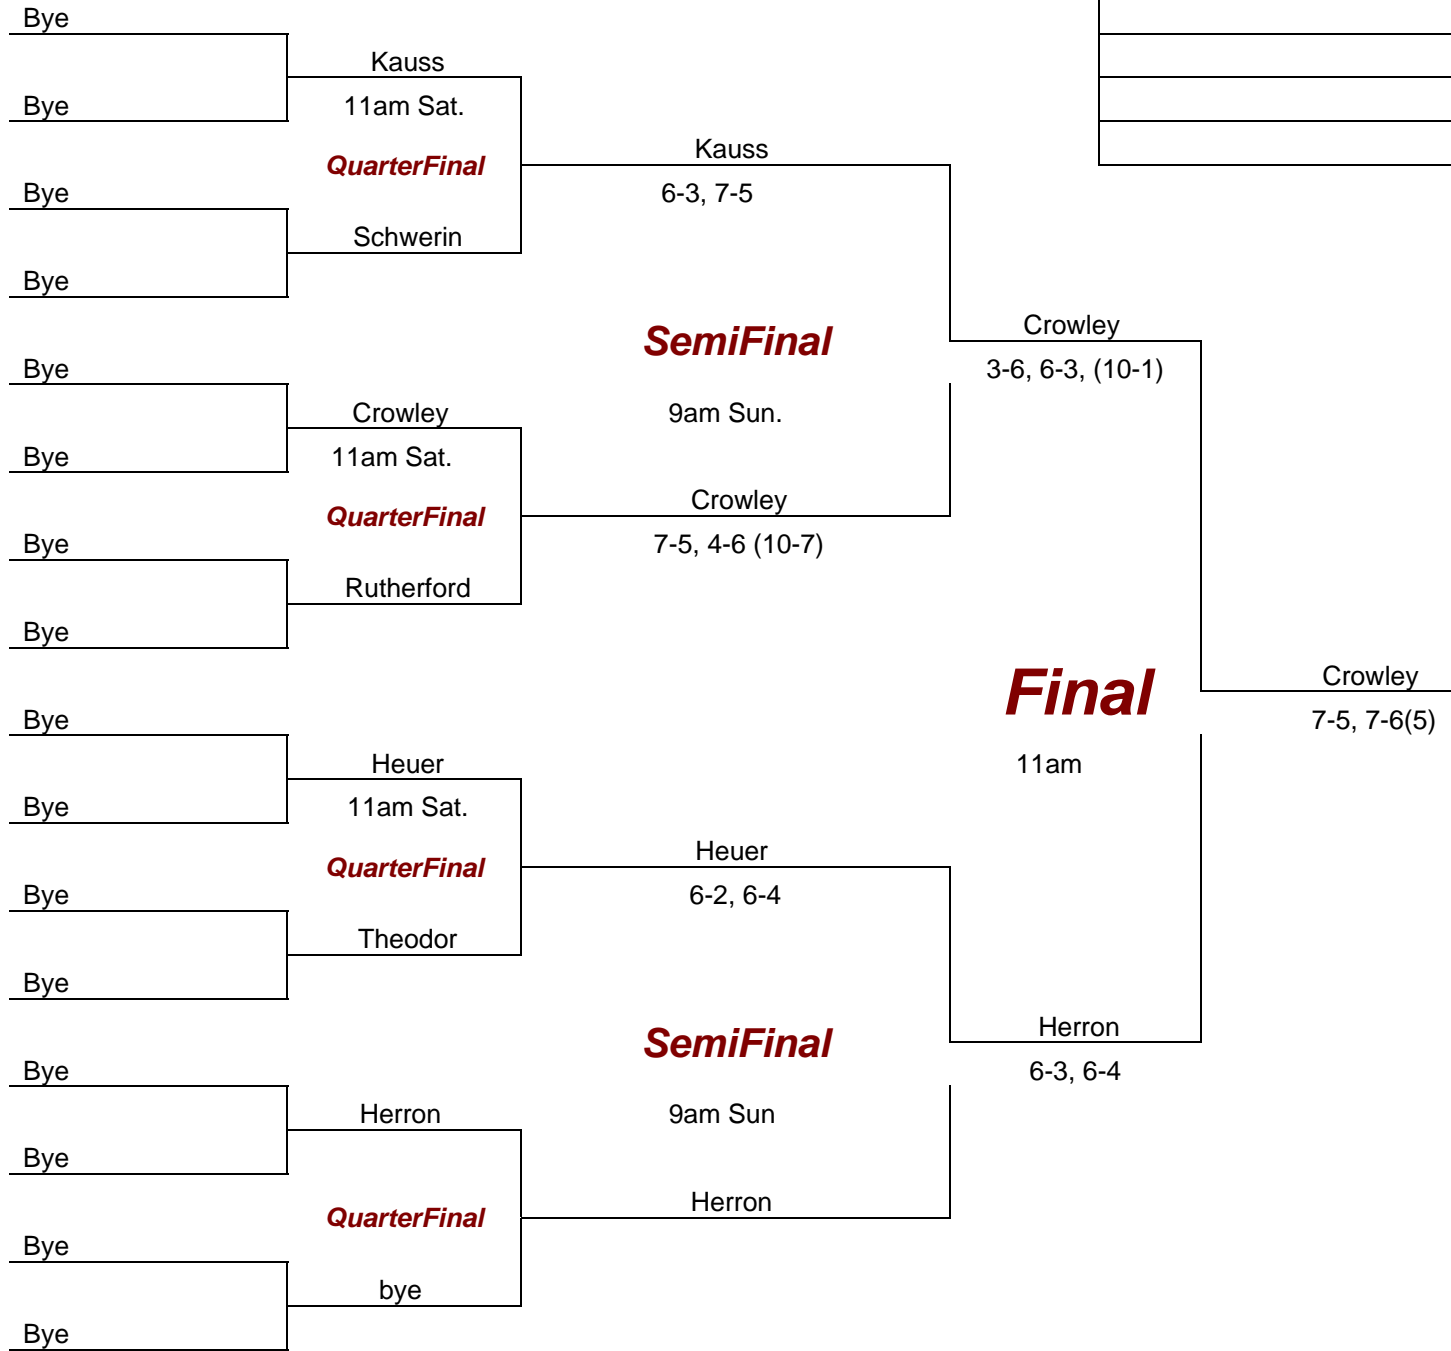 Bye
Kauss
Bye
11am Sat.
Kauss
QuarterFinal
Bye
6-3, 7-5
Schwerin
Bye
Crowley
SemiFinal
Bye
3-6, 6-3, (10-1)
Crowley
9am Sun.
Bye
11am Sat.
Crowley
QuarterFinal
Bye
7-5, 4-6 (10-7)
Rutherford
Bye
Final
Crowley
Bye
7-5, 7-6(5)
Heuer
11am
Bye
11am Sat.
Heuer
QuarterFinal
Bye
6-2, 6-4
Theodor
Bye
Herron
SemiFinal
Bye
6-3, 6-4
Herron
9am Sun
Bye
Herron
QuarterFinal
Bye
bye
Bye